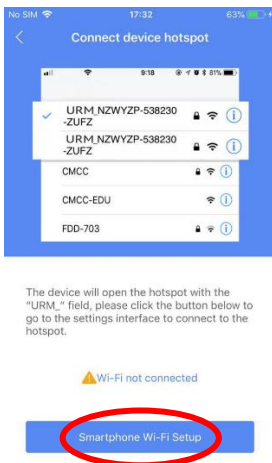 No SIM 17:32 63%
Connect device hotspot
9:18 81%
URM_NZWYZP-538230
-ZUFZ
URM_NZWYZP-538230
-ZUFZ
CMCC
CMCC-EDU
FDD-703
The device will open the hotspot with the
"URM_" field, please click the button below to
go to the settings interface to connect to the
hotspot.
Wi-Fi not connected
Smartphone Wi-Fi Setup